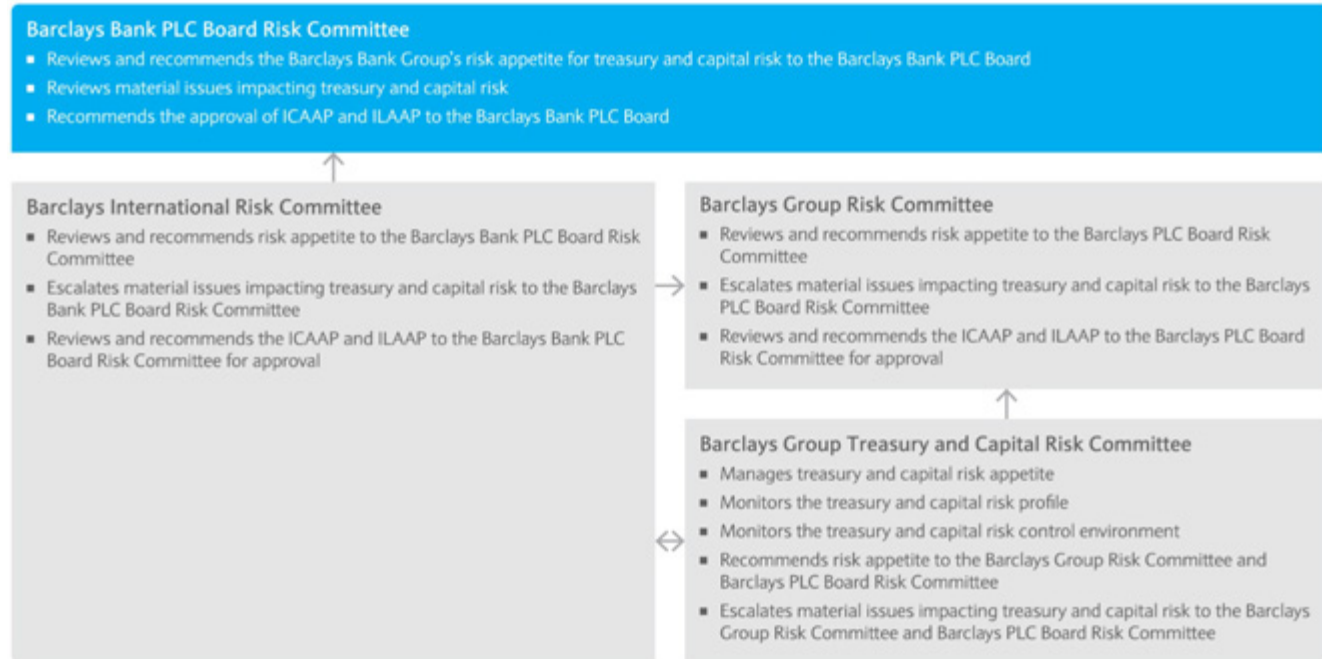 Barclays Bank PLC Board Risk Committee
▪ Reviews and recommends the Barclays Bank Group's risk appetite for treasury and capital risk to the Barclays Bank PLC Board
▪ Reviews material issues impacting treasury and capital risk
▪ Recommends the approval of ICAAP and ILAAP to the Barclays Bank PLC Board
Barclays International Risk Committee
▪ Reviews and recommends risk appetite to the Barclays Bank PLC Board Risk
Committee
▪ Escalates material issues impacting treasury and capital risk to the Barclays
Bank PLC Board Risk Committee
▪ Reviews and recommends the ICAAP and ILAAP to the Barclays Bank PLC
Board Risk Committee for approval
Barclays Group Risk Committee
▪ Reviews and recommends risk appetite to the Barclays PLC Board Risk
Committee
▪ Escalates material issues impacting treasury and capital risk to the Barclays
PLC Board Risk Committee
▪ Reviews and recommends the ICAAP and ILAAP to the Barclays PLC Board
Risk Committee for approval
Barclays Group Treasury and Capital Risk Committee
▪ Manages treasury and capital risk appetite
▪ Monitors the treasury and capital risk profile
▪ Monitors the treasury and capital risk control environment
▪ Recommends risk appetite to the Barclays Group Risk Committee and
Barclays PLC Board Risk Committee
▪ Escalates material issues impacting treasury and capital risk to the Barclays
Group Risk Committee and Barclays PLC Board Risk Committee